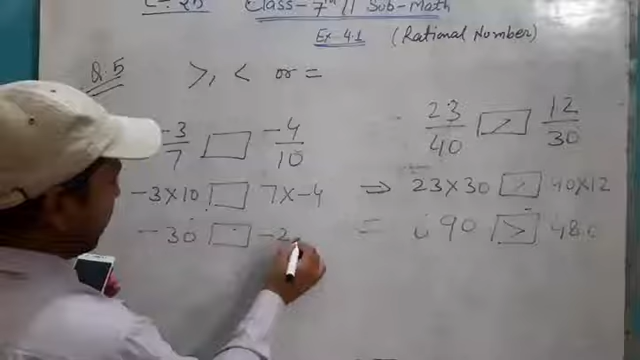 Class-7th // Sub-Math
Ex 4.1 (Rational Number)
Q.5 >, < or =
-3/7 □ -4/10
23/40 > 12/30
-3×10 □ 7×-4 ⇒ 23×30 > 40×12
-30 □ -2 = 690 > 480